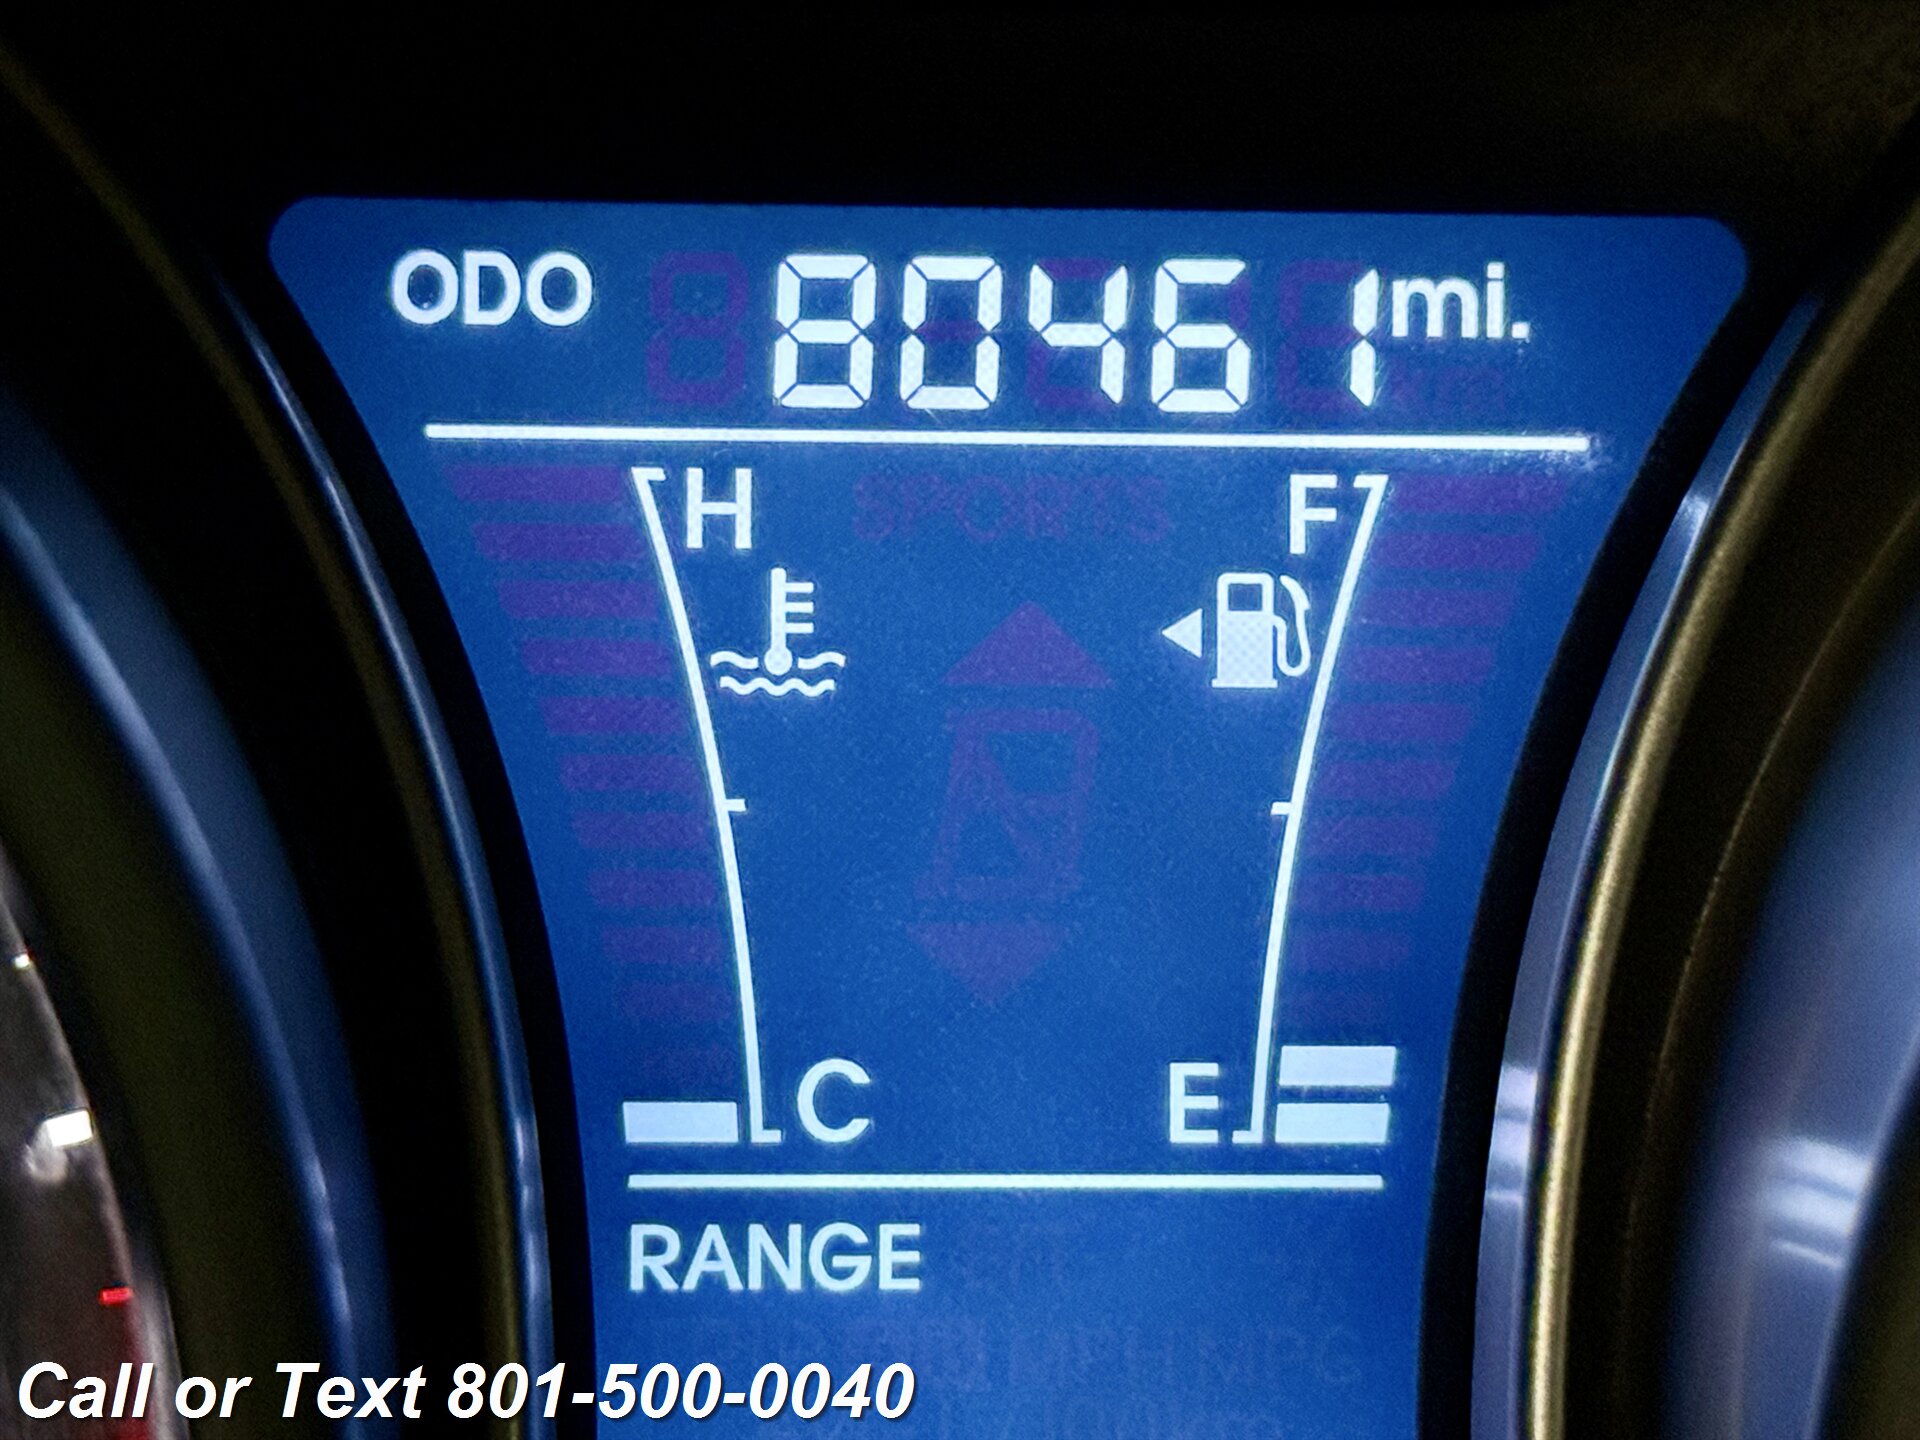 ODO 80461 mi.
H F
C E
RANGE
Call or Text 801-500-0040